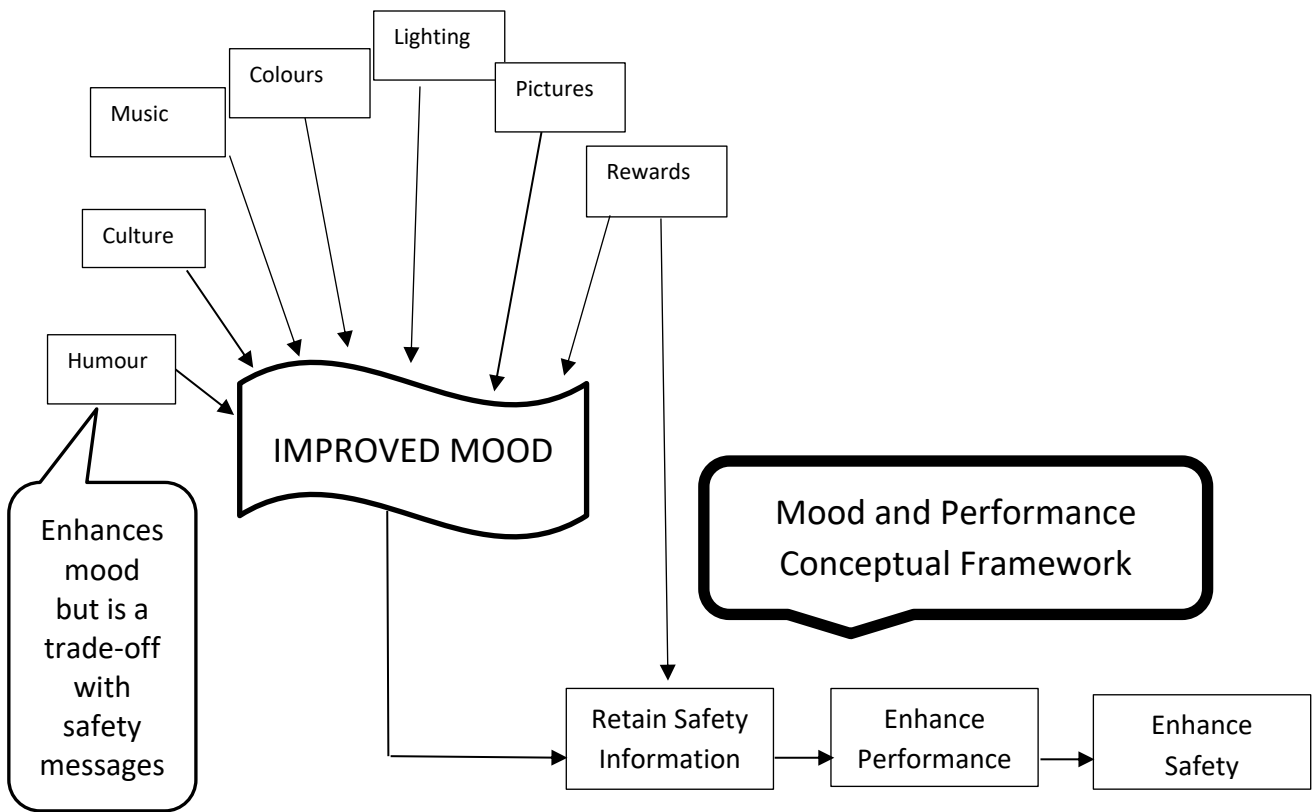 Lighting
Colours
Pictures
Music
Rewards
Culture
Humour
IMPROVED MOOD
Mood and Performance
Conceptual Framework
Enhances
mood
but is a
trade-off
with
safety
messages
Retain Safety
Information
Enhance
Performance
Enhance
Safety